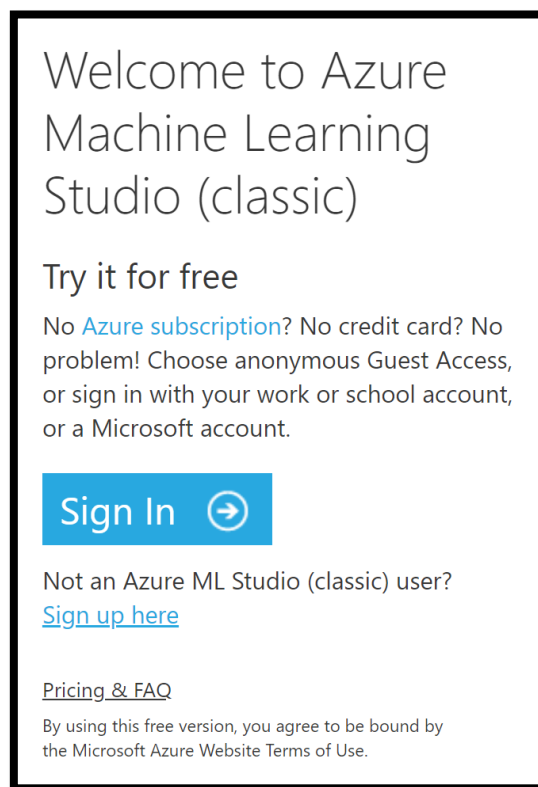 Welcome to Azure
Machine Learning
Studio (classic)
Try it for free
No Azure subscription? No credit card? No
problem! Choose anonymous Guest Access,
or sign in with your work or school account,
or a Microsoft account.
Sign In
Not an Azure ML Studio (classic) user?
Sign up here
Pricing & FAQ
By using this free version, you agree to be bound by
the Microsoft Azure Website Terms of Use.